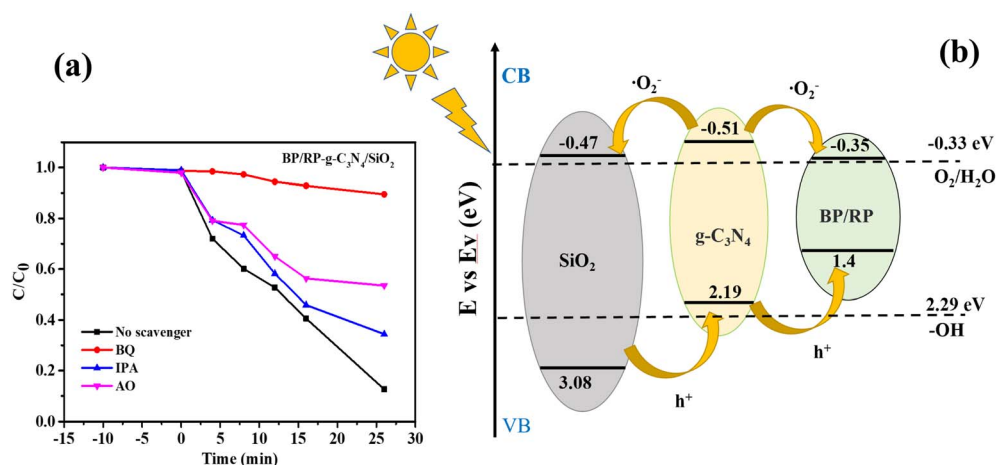 (a)
BP/RP-g-C₃N₄/SiO₂
C/C₀
1.0
0.8
0.6
0.4
0.2
0.0
No scavenger
BQ
IPA
AO
-15 -10 -5 0 5 10 15 20 25 30
Time (min)
(b)
CB
E vs Ev (eV)
VB
·O₂⁻
·O₂⁻
-0.47
-0.51
-0.35
-0.33 eV
O₂/H₂O
SiO₂
g-C₃N₄
BP/RP
1.4
2.19
2.29 eV
-OH
3.08
h⁺
h⁺